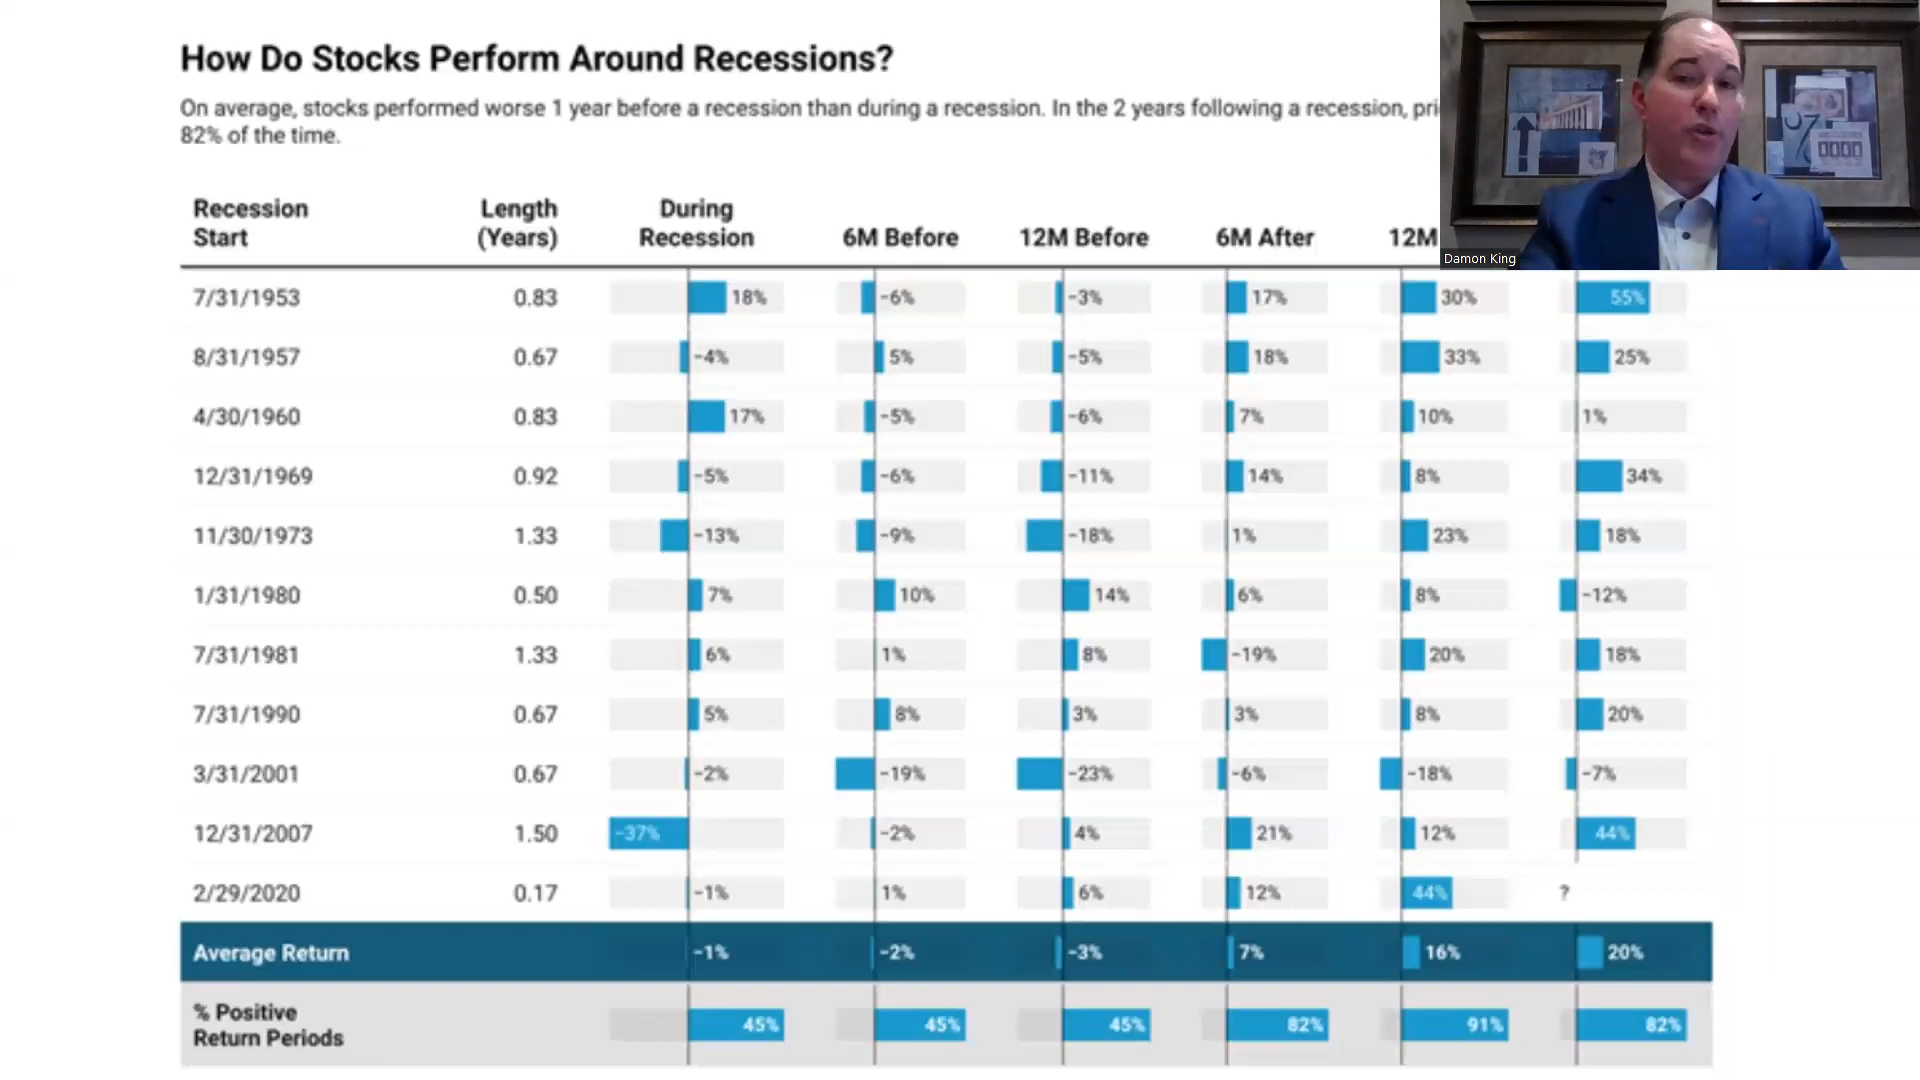 How Do Stocks Perform Around Recessions?
On average, stocks performed worse 1 year before a recession than during a recession. In the 2 years following a recession,
82% of the time.
Damon King
Recession Start Length (Years) During Recession 6M Before 12M Before 6M After 12M
7/31/1953 0.83 18% -6% -3% 17% 30% 55%
8/31/1957 0.67 -4% 5% -5% 18% 33% 25%
4/30/1960 0.83 17% -5% -6% 7% 10% 1%
12/31/1969 0.92 -5% -6% -11% 14% 8% 34%
11/30/1973 1.33 -13% -9% -18% 1% 23% 18%
1/31/1980 0.50 7% 10% 14% 6% 8% -12%
7/31/1981 1.33 6% 1% 8% -19% 20% 18%
7/31/1990 0.67 5% 8% 3% 3% 8% 20%
3/31/2001 0.67 -2% -19% -23% -6% -18% -7%
12/31/2007 1.50 -37% -2% 4% 21% 12% 44%
2/29/2020 0.17 -1% 1% 6% 12% 44% ?
Average Return -1% -2% -3% 7% 16% 20%
% Positive Return Periods 45% 45% 45% 82% 91% 82%